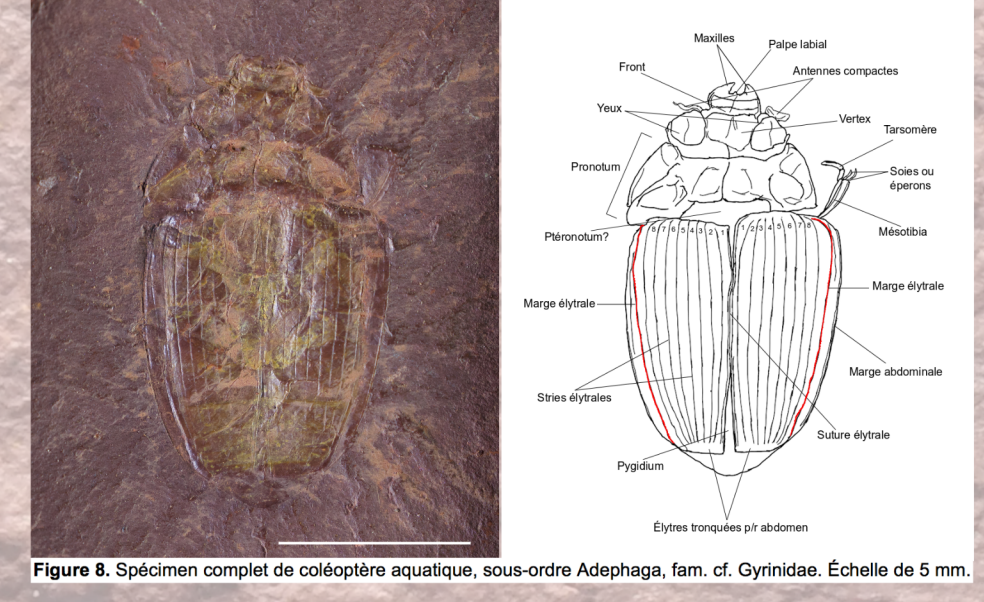 Maxilles
Palpe labial
Front
Antennes compactes
Yeux
Vertex
Tarsomère
Pronotum
Soies ou
éperons
Ptéronotum?
Mésotibia
8 7 6 5 4 3 2 1 1 2 3 4 5 6 7 8
Marge élytrale
Marge élytrale
Marge abdominale
Stries élytrales
Suture élytrale
Pygidium
Élytres tronquées p/r abdomen
Figure 8. Spécimen complet de coléoptère aquatique, sous-ordre Adephaga, fam. cf. Gyrinidae. Échelle de 5 mm.